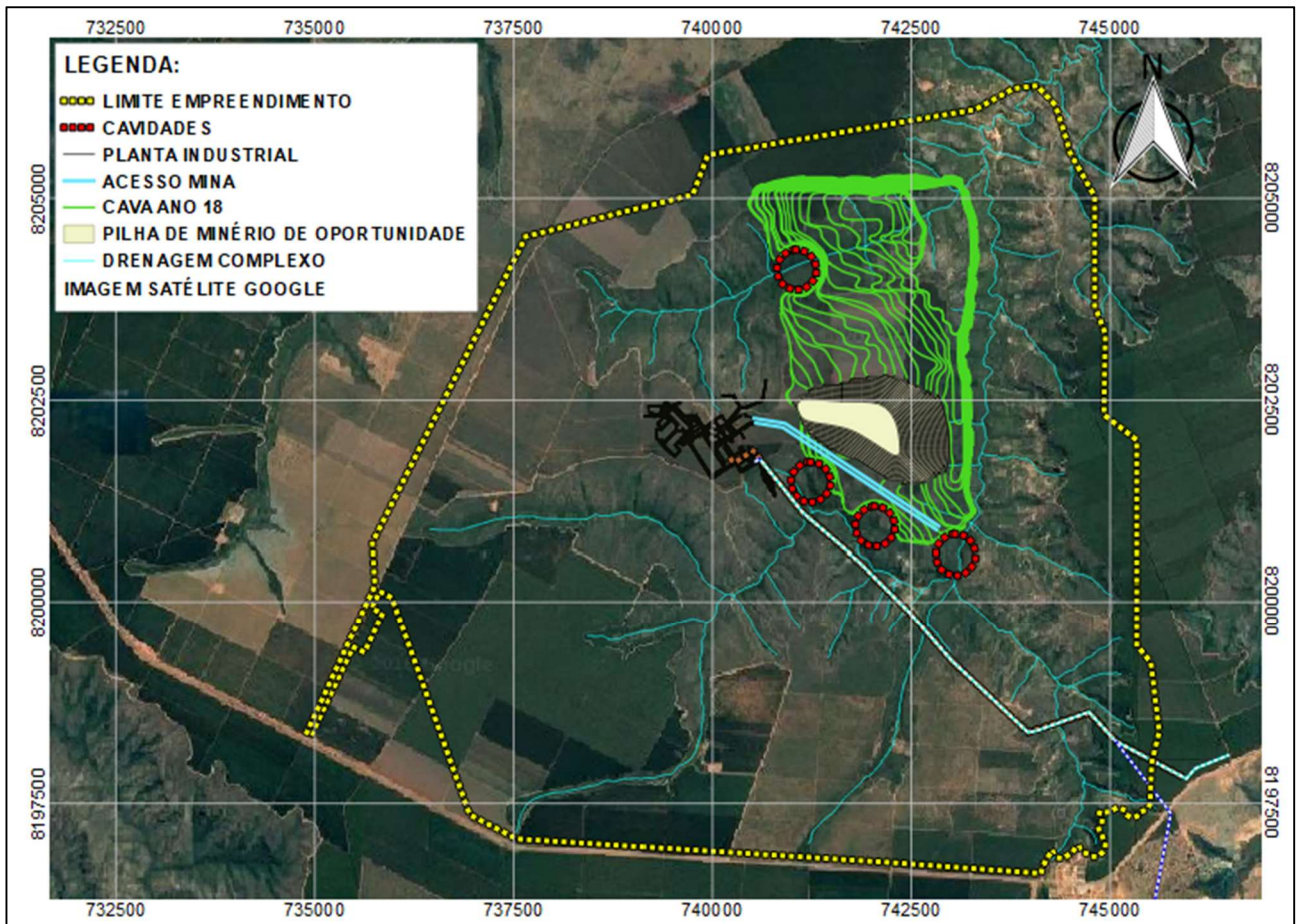 732500 735000 737500 740000 742500 745000
LEGENDA:
LIMITE EMPREENDIMENTO
CAVIDADES
PLANTA INDUSTRIAL
ACESSO MINA
CAVA ANO 18
PILHA DE MINÉRIO DE OPORTUNIDADE
DRENAGEM COMPLEXO
IMAGEM SATÉLITE GOOGLE
N
8205000 8205000
8202500 8202500
8200000 8200000
Google
8197500 8197500
732500 735000 737500 740000 742500 745000